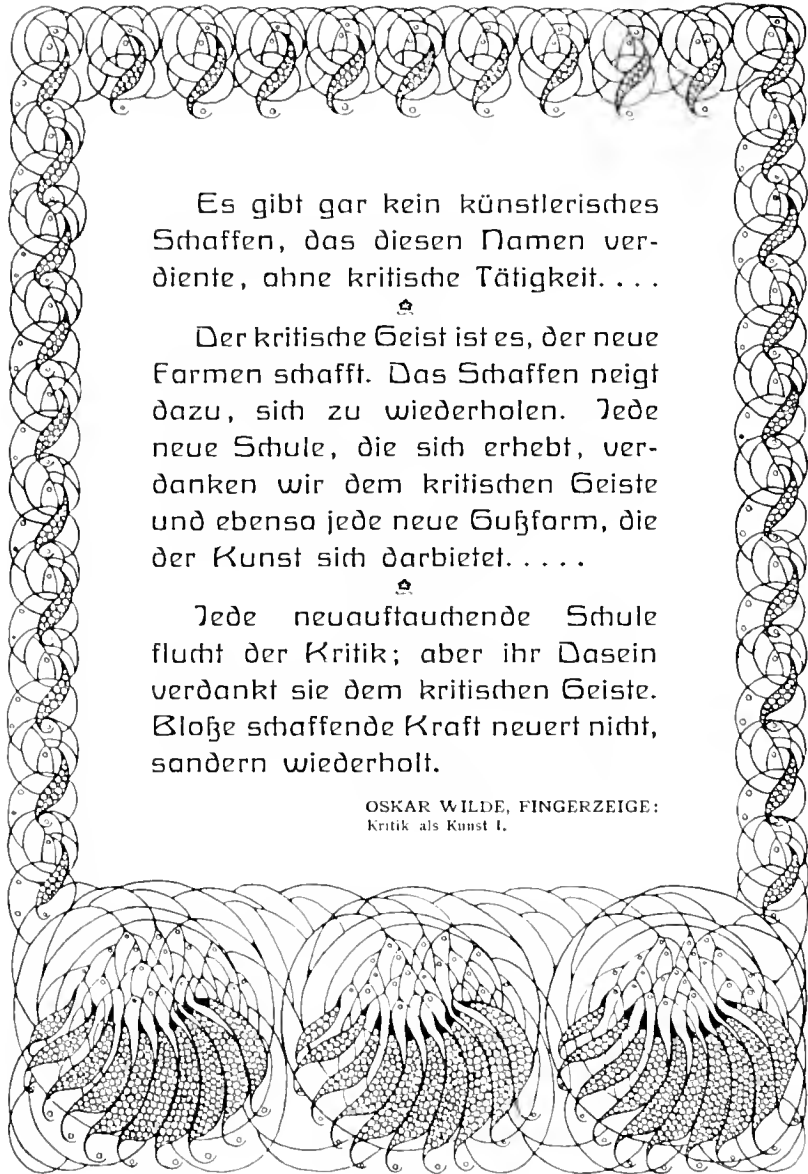 Es gibt gar kein künstlerisches
Schaffen, das diesen Namen ver-
diente, ohne kritische Tätigkeit. . . .
Der kritische Geist ist es, der neue
Formen schafft. Das Schaffen neigt
dazu, sich zu wiederholen. Jede
neue Schule, die sich erhebt, ver-
danken wir dem kritischen Geiste
und ebenso jede neue Gußform, die
der Kunst sich darbietet. . . . .
Jede neuauftauchende Schule
flucht der Kritik; aber ihr Dasein
verdankt sie dem kritischen Geiste.
Bloße schaffende Kraft neuert nicht,
sondern wiederholt.
OSKAR WILDE, FINGERZEIGE:
Kritik als Kunst I.